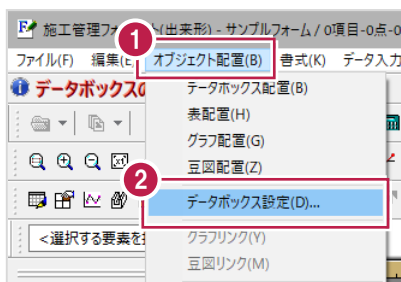 施工管理フォーマット(出来形) - サンプルフォーム / 0項目-0点-0
1
ファイル(F) 編集(E) オブジェクト配置(B) 書式(K) データ入力
データボックスの データボックス配置(B)
表配置(H)
グラフ配置(G)
豆図配置(Z)
2
データボックス設定(D)...
<選択する要素を グラフリンク(Y)
豆図リンク(M)